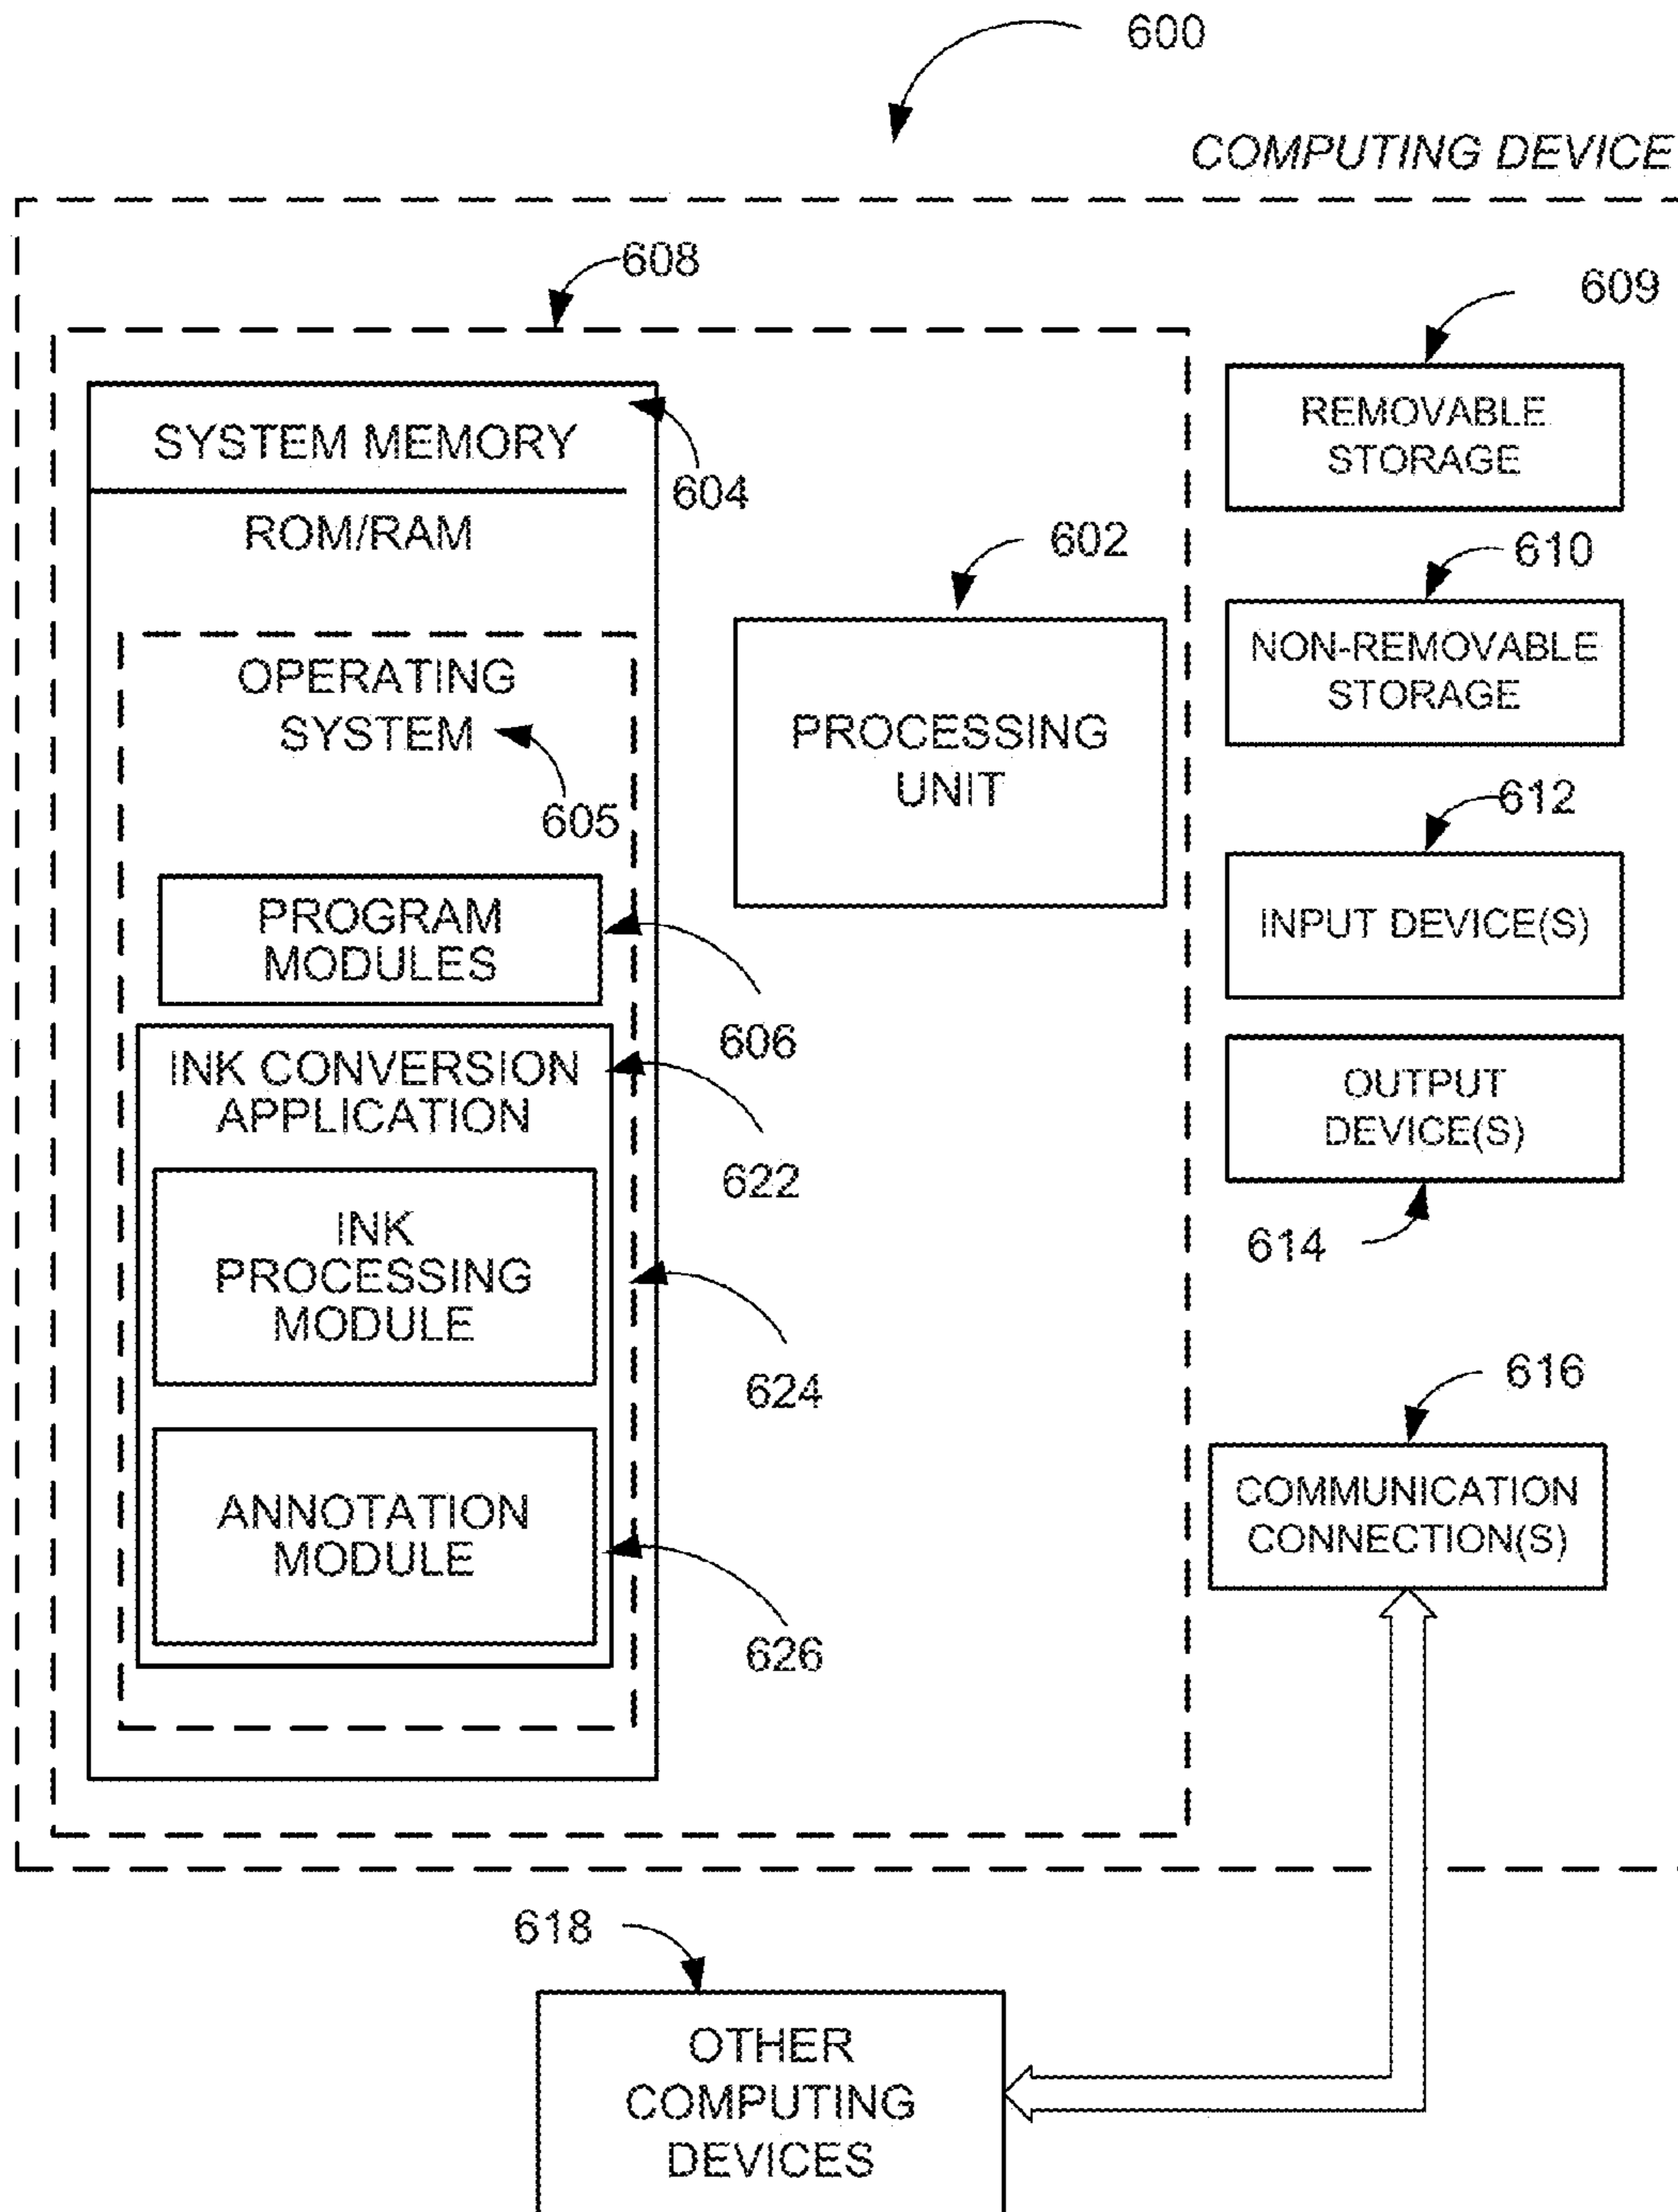 600
COMPUTING DEVICE
608
609
SYSTEM MEMORY
604
ROM/RAM
REMOVABLE
STORAGE
602
610
OPERATING
SYSTEM
605
PROCESSING
UNIT
NON-REMOVABLE
STORAGE
612
PROGRAM
MODULES
606
INPUT DEVICE(S)
INK CONVERSION
APPLICATION
622
OUTPUT
DEVICE(S)
614
INK
PROCESSING
MODULE
624
616
ANNOTATION
MODULE
626
COMMUNICATION
CONNECTION(S)
618
OTHER
COMPUTING
DEVICES